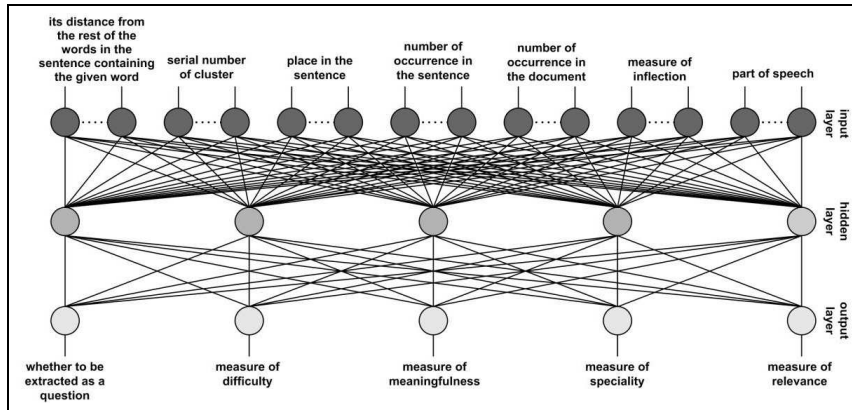 its distance from
the rest of the
words in the
sentence containing
the given word
serial number
of cluster
place in the
sentence
number of
occurrence in
the sentence
number of
occurrence in
the document
measure of
inflection
part of speech
input
layer
hidden
layer
output
layer
whether to be
extracted as a
question
measure of
difficulty
measure of
meaningfulness
measure of
speciality
measure of
relevance